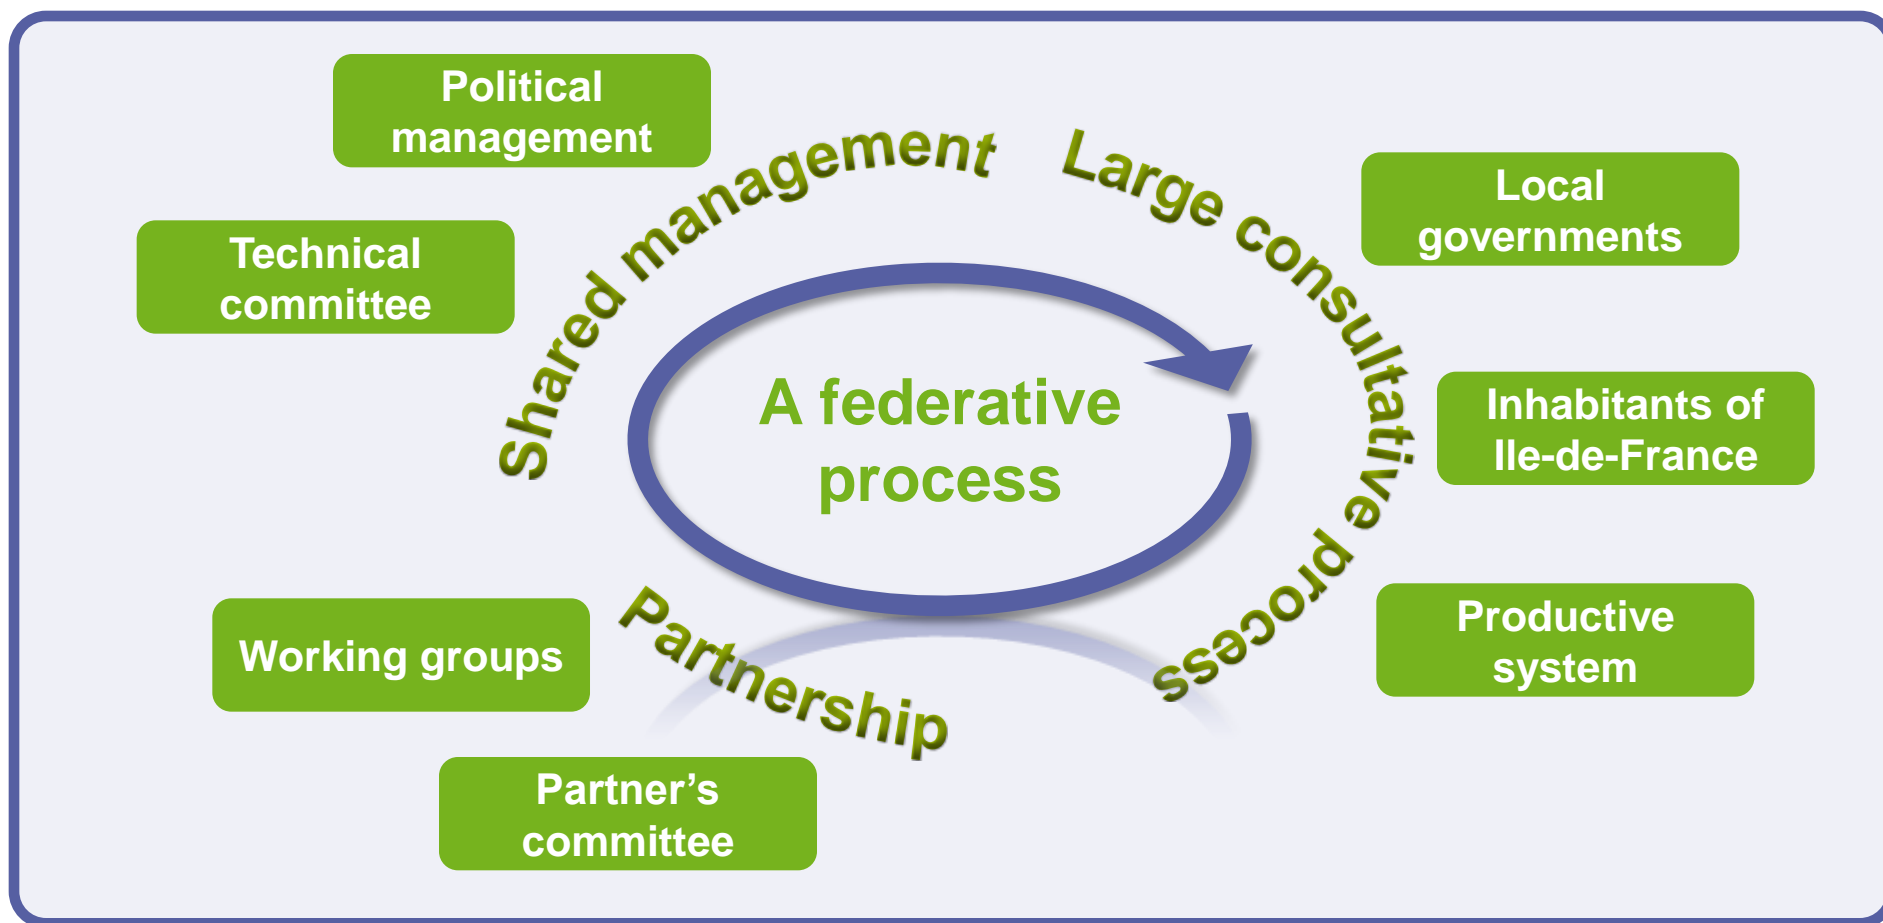 Political
management
Technical
committee
Shared management
Large consultative process
Local
governments
A federative
process
Inhabitants of
Ile-de-France
Productive
system
Working groups
Partnership
Partner’s
committee